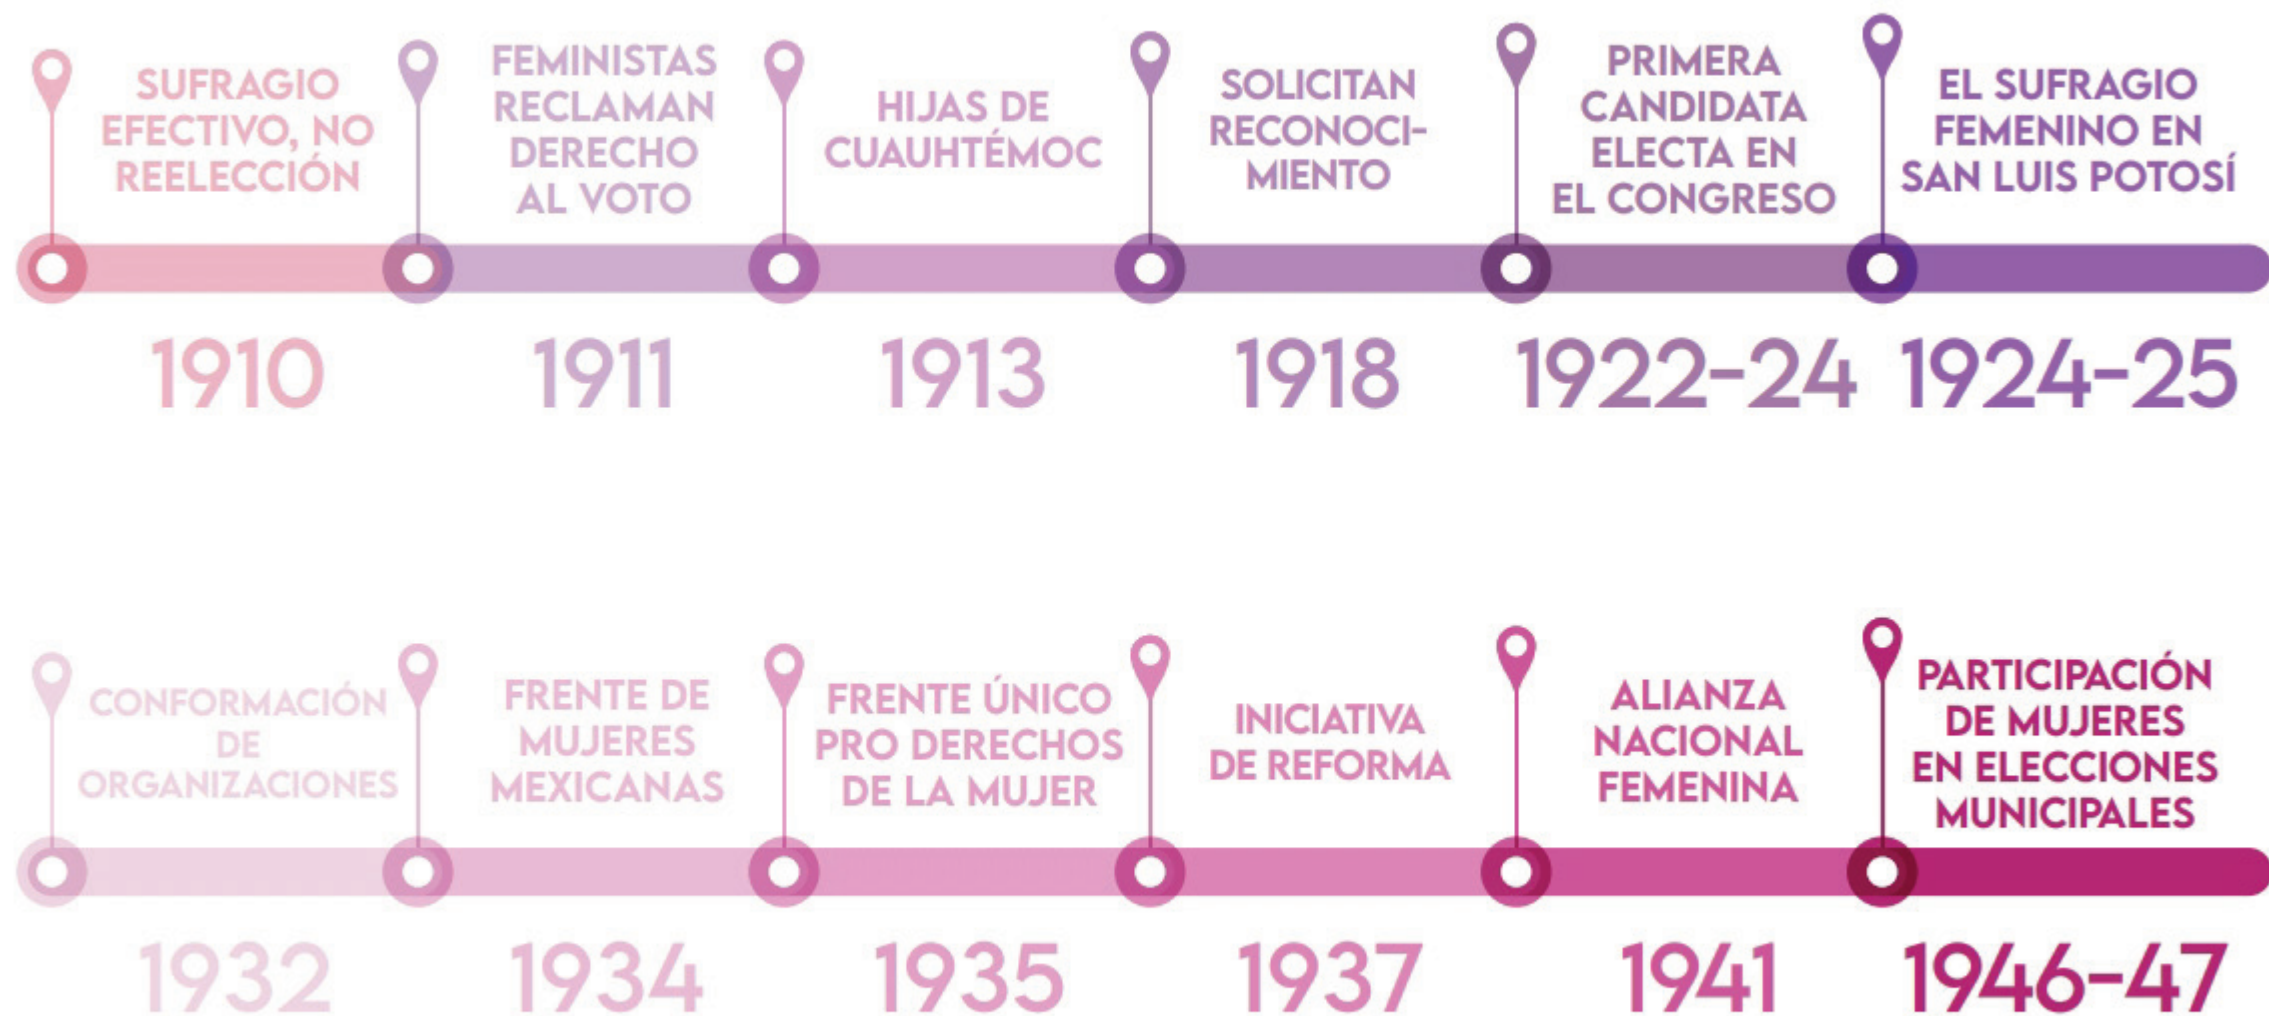 SUFRAGIO
EFECTIVO, NO
REELECCIÓN
1910
FEMINISTAS
RECLAMAN
DERECHO
AL VOTO
1911
HIJAS DE
CUAUHTÉMOC
1913
SOLICITAN
RECONOCI-
MIENTO
1918
PRIMERA
CANDIDATA
ELECTA EN
EL CONGRESO
1922-24
EL SUFRAGIO
FEMENINO EN
SAN LUIS POTOSÍ
1924-25
CONFORMACIÓN
DE
ORGANIZACIONES
1932
FRENTE DE
MUJERES
MEXICANAS
1934
FRENTE ÚNICO
PRO DERECHOS
DE LA MUJER
1935
INICIATIVA
DE REFORMA
1937
ALIANZA
NACIONAL
FEMENINA
1941
PARTICIPACIÓN
DE MUJERES
EN ELECCIONES
MUNICIPALES
1946-47